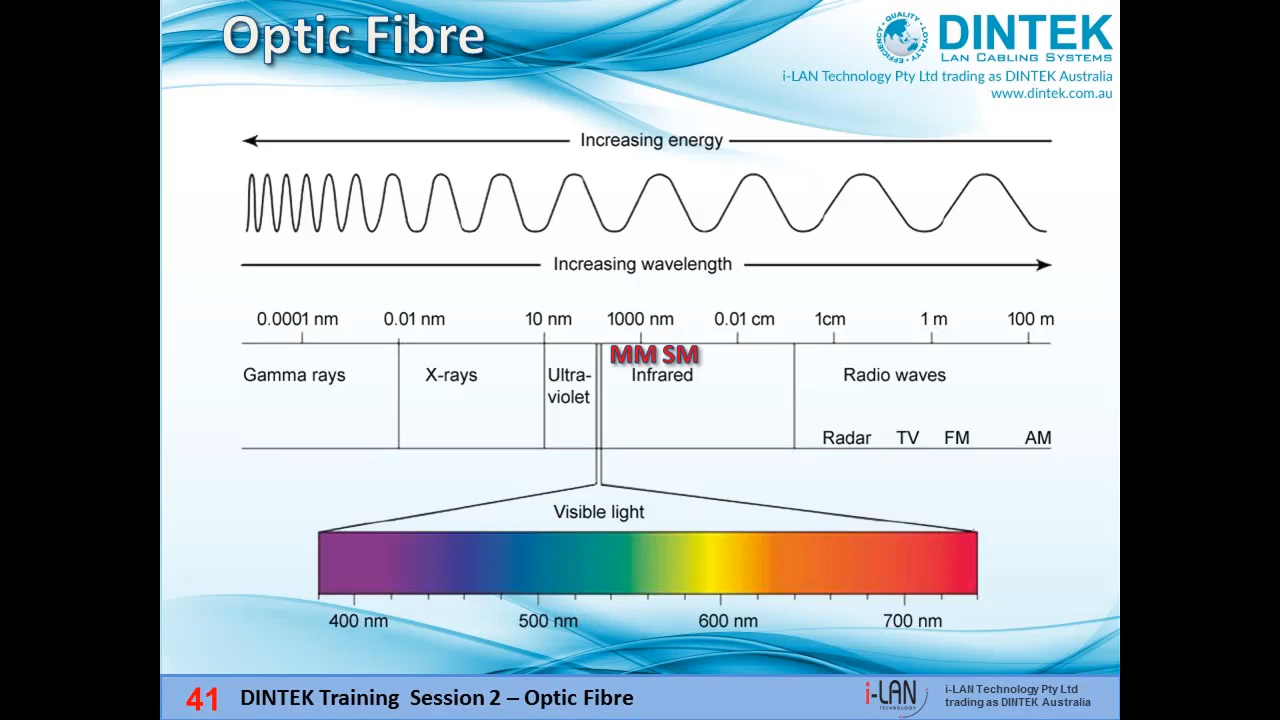 Optic Fibre
QUALITY LOYALTY EFFICIENCY
DINTEK
LAN CABLING SYSTEMS
i-LAN Technology Pty Ltd trading as DINTEK Australia
www.dintek.com.au
Increasing energy
Increasing wavelength
0.0001 nm 0.01 nm 10 nm 1000 nm 0.01 cm 1cm 1 m 100 m
MM SM
Gamma rays X-rays Ultra- Infrared Radio waves
violet
Radar TV FM AM
Visible light
400 nm 500 nm 600 nm 700 nm
41 DINTEK Training Session 2 – Optic Fibre
i-LAN
TECHNOLOGY
i-LAN Technology Pty Ltd
trading as DINTEK Australia